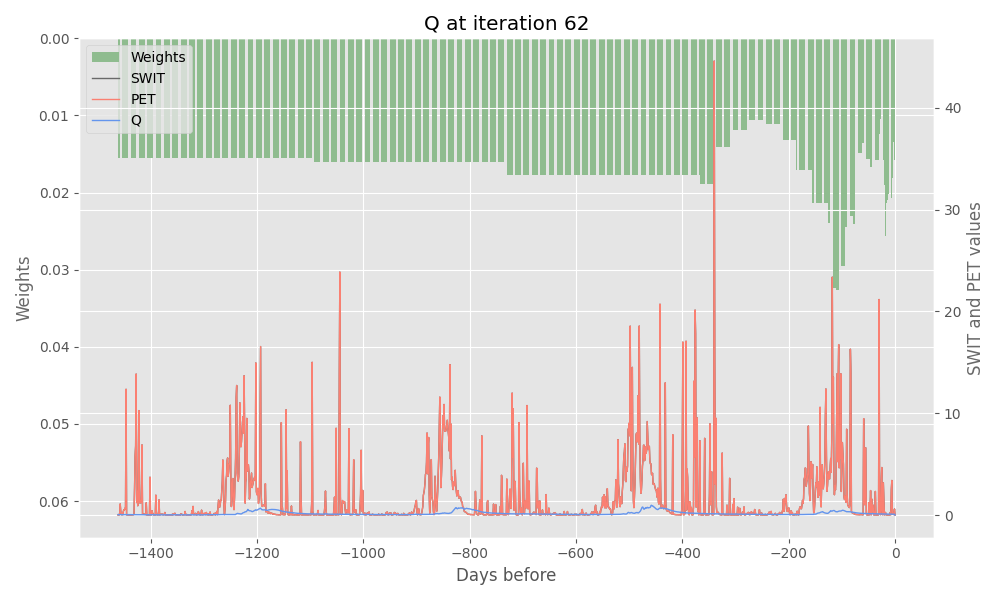 Q at iteration 62
Weights
SWIT
PET
Q
0.00
0.01
0.02
0.03
0.04
0.05
0.06
Weights
40
30
20
10
0
SWIT and PET values
−1400
−1200
−1000
−800
−600
−400
−200
0
Days before